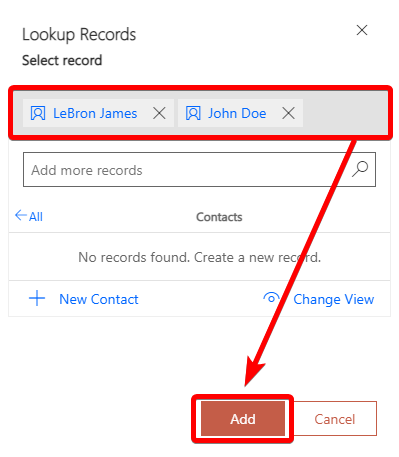 Lookup Records
Select record
LeBron James John Doe
Add more records
All Contacts
No records found. Create a new record.
New Contact Change View
Add Cancel